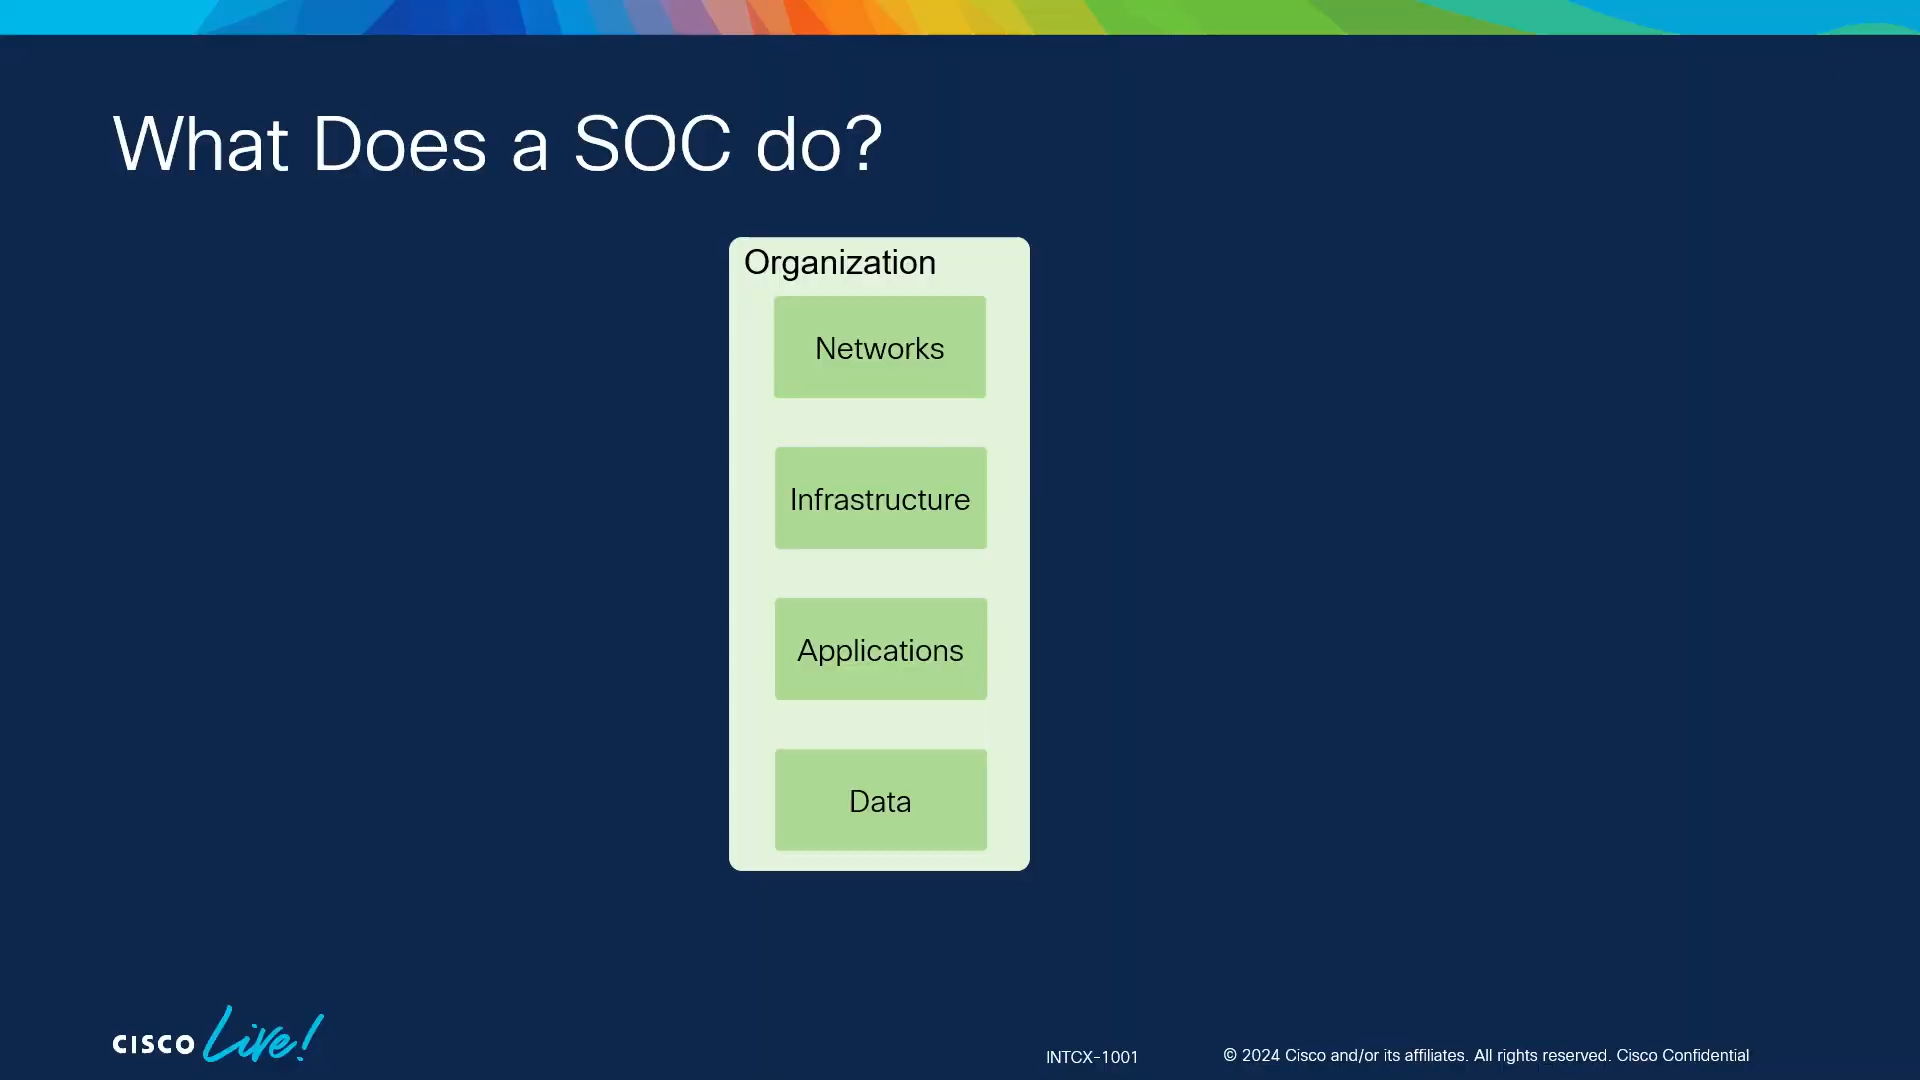 What Does a SOC do?
Organization
Networks
Infrastructure
Applications
Data
CISCO Live!
INTCX-1001
© 2024 Cisco and/or its affiliates. All rights reserved. Cisco Confidential